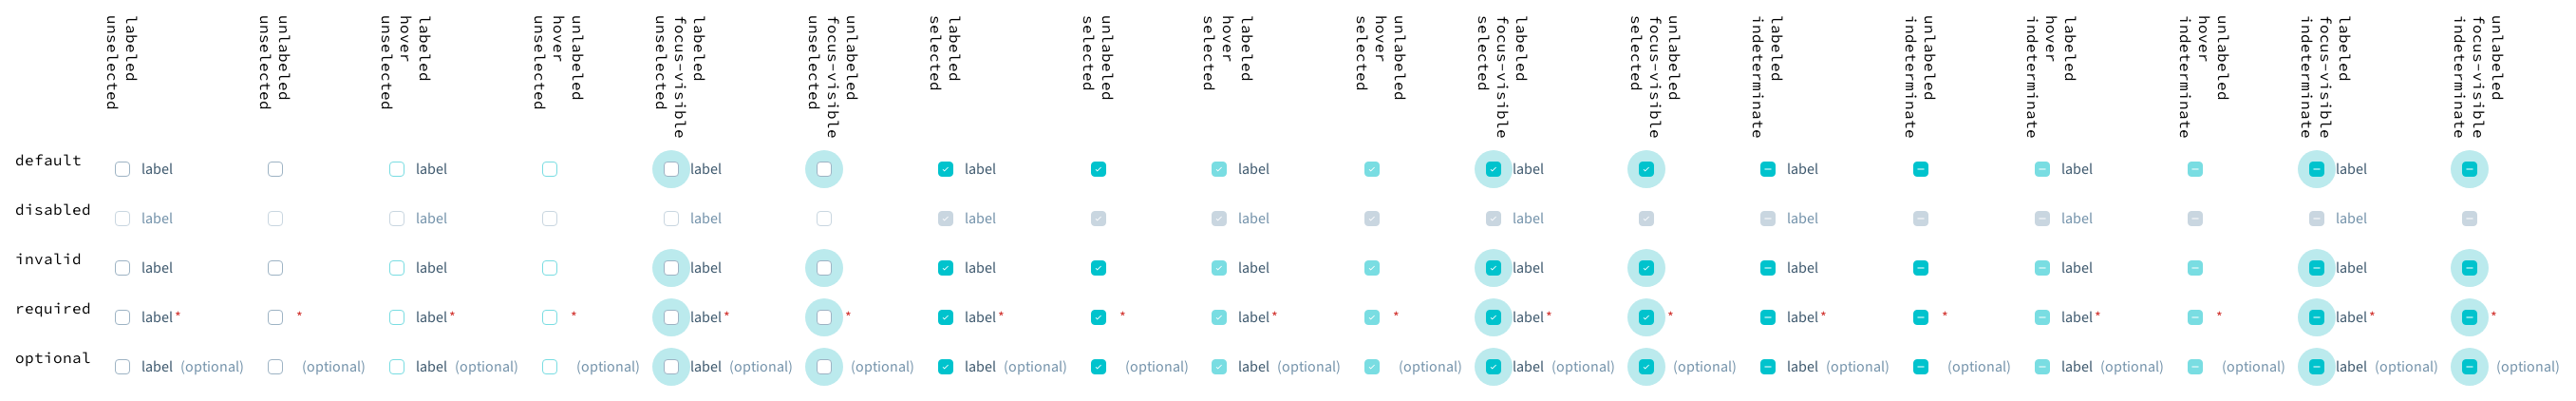 labeled
unselected
unlabeled
unselected
labeled
hover
unselected
unlabeled
hover
unselected
labeled
focus-visible
unselected
unlabeled
focus-visible
unselected
labeled
selected
unlabeled
selected
labeled
hover
selected
unlabeled
hover
selected
labeled
focus-visible
selected
unlabeled
focus-visible
selected
labeled
indeterminate
unlabeled
indeterminate
labeled
hover
indeterminate
unlabeled
hover
indeterminate
labeled
focus-visible
indeterminate
unlabeled
focus-visible
indeterminate
default label label label label label label label label label
disabled label label label label label label label label label
invalid label label label label label label label label label
required label* * label* * label* * label* * label* * label* * label* * label* * label* *
optional label (optional) (optional) label (optional) (optional) label (optional) (optional) label (optional) (optional) label (optional) (optional) label (optional) (optional) label (optional) (optional) label (optional) (optional) label (optional) (optional)